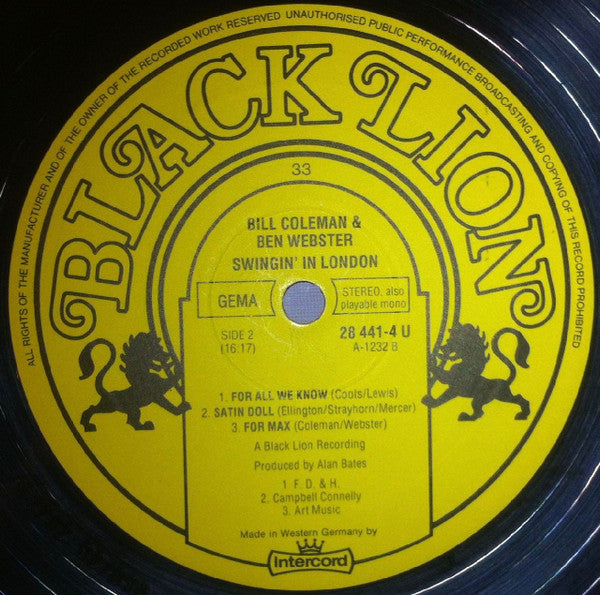 ALL RIGHTS OF THE MANUFACTURER AND OF THE OWNER OF THE RECORDED WORK RESERVED UNAUTHORISED PUBLIC PERFORMANCE BROADCASTING AND COPYING OF THIS RECORD PROHIBITED
BLACK LION
33
BILL COLEMAN &
BEN WEBSTER
SWINGIN' IN LONDON
GEMA
STEREO, also
playable mono
SIDE 2
(16:17)
28 441-4 U
A-1232 B
1. FOR ALL WE KNOW (Coots/Lewis)
2. SATIN DOLL (Ellington/Strayhorn/Mercer)
3. FOR MAX (Coleman/Webster)
A Black Lion Recording
Produced by Alan Bates
1. F. D. & H.
2. Campbell Connelly
3. Art Music
Made in Western Germany by
Intercord